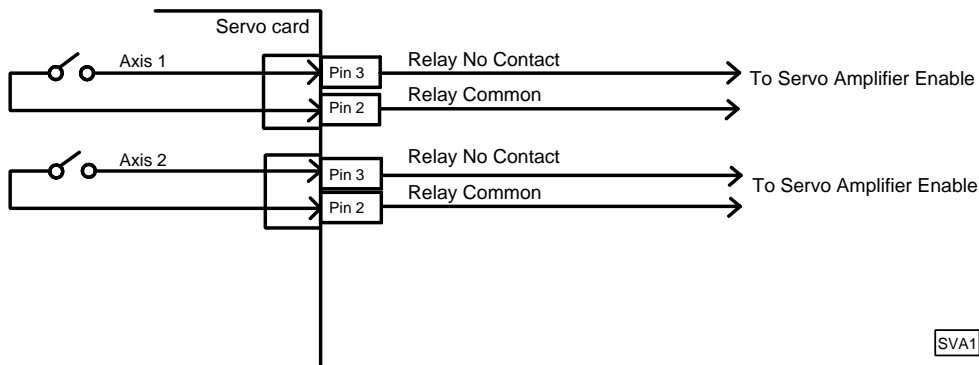 Servo card
Axis 1
Pin 3
Relay No Contact
To Servo Amplifier Enable
Pin 2
Relay Common
Axis 2
Pin 3
Relay No Contact
To Servo Amplifier Enable
Pin 2
Relay Common
SVA1